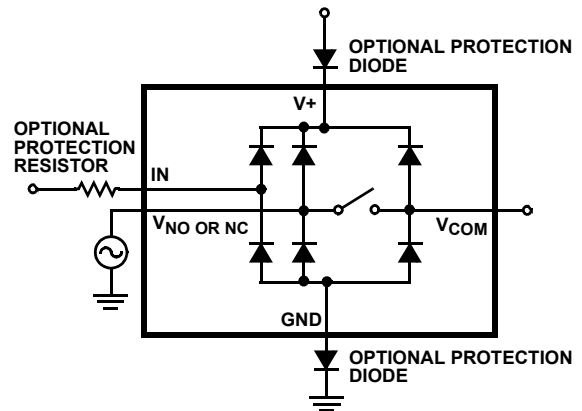 OPTIONAL PROTECTION
DIODE
V+
OPTIONAL
PROTECTION
RESISTOR
IN
VNO OR NC
VCOM
GND
OPTIONAL PROTECTION
DIODE